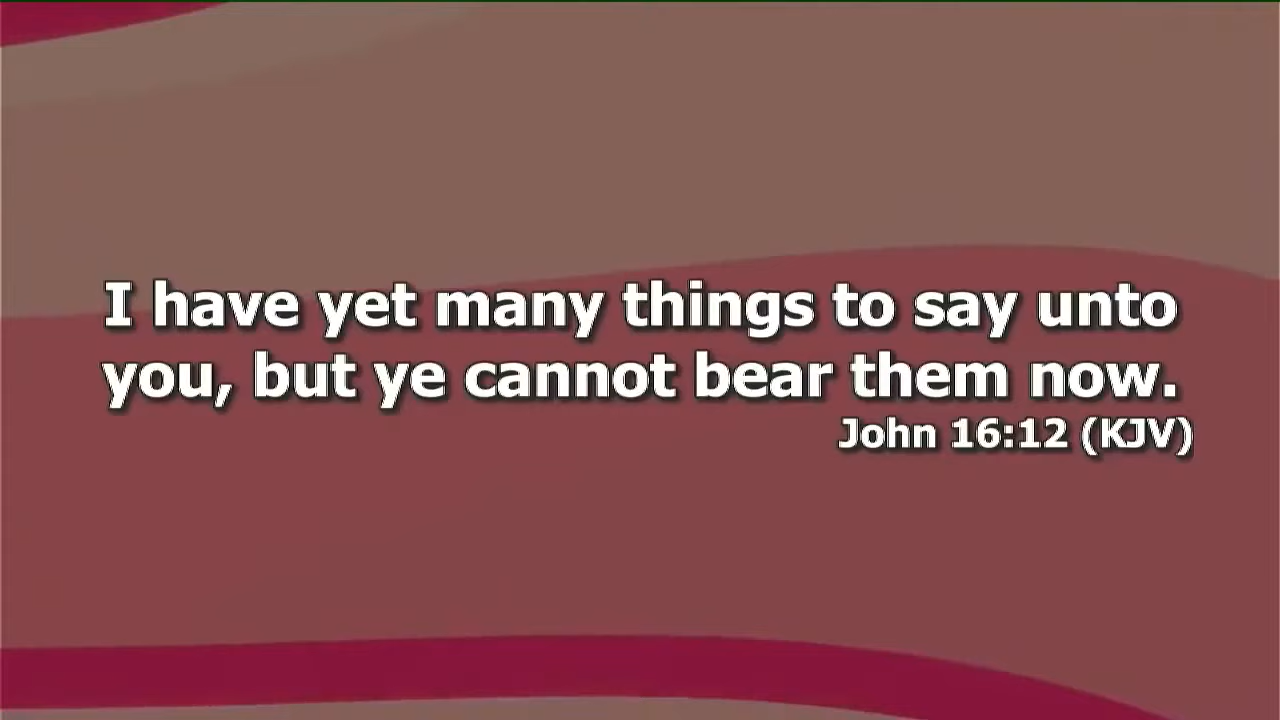 I have yet many things to say unto
you, but ye cannot bear them now.
John 16:12 (KJV)